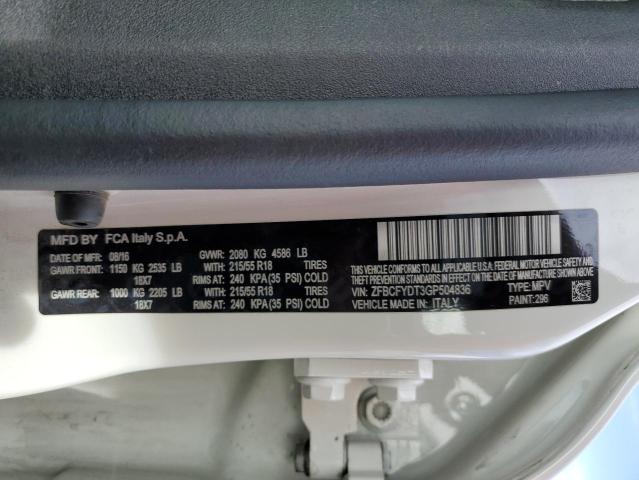 MFD BY FCA Italy S.p.A.
DATE OF MFR: 08/16 GVWR: 2080 KG 4586 LB
GAWR FRONT: 1150 KG 2535 LB WITH 215/55 R18 TIRES
18X7 RIMS AT: 240 KPA(35 PSI) COLD
GAWR REAR: 1000 KG 2205 LB WITH 215/55 R18 TIRES
18X7 RIMS AT: 240 KPA(35 PSI) COLD
THIS VEHICLE CONFORMS TO ALL APPLICABLE U.S.A. FEDERAL MOTOR VEHICLE SAFETY, BUMPER AND
THEFT PREVENTION STANDARDS IN EFFECT ON THE DATE OF MANUFACTURE SHOWN ABOVE
VIN: ZFBCFYDT3GP504836 TYPE: MPV
VEHICLE MADE IN: ITALY PAINT: 296